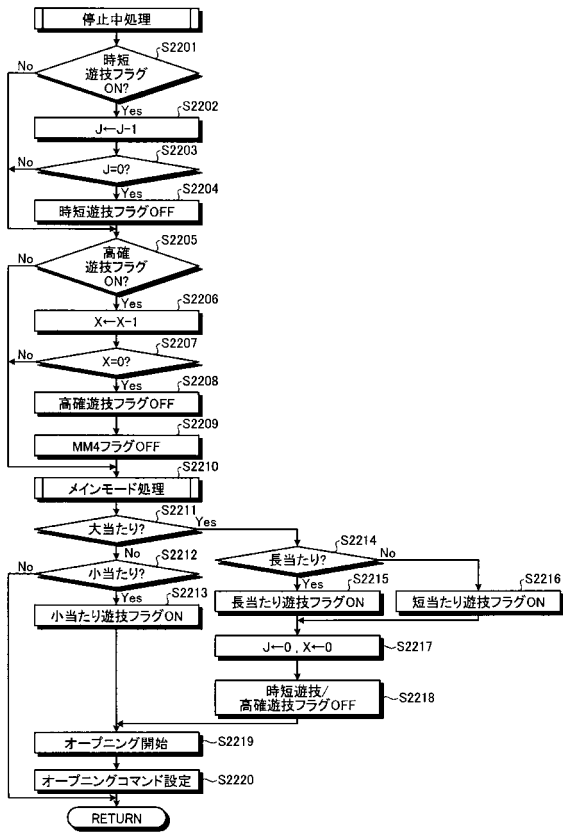 停止中処理
S2201
時短
遊技フラグ
ON?
No
Yes
S2202
J←J-1
S2203
J=0?
No
Yes
S2204
時短遊技フラグOFF
S2205
高確
遊技フラグ
ON?
No
Yes
S2206
X←X-1
S2207
X=0?
No
Yes
S2208
高確遊技フラグOFF
S2209
MM4フラグOFF
S2210
メインモード処理
S2211
大当たり?
Yes
No
S2212
小当たり?
No
Yes
S2213
小当たり遊技フラグON
S2214
長当たり?
No
Yes
S2215
長当たり遊技フラグON
S2216
短当たり遊技フラグON
J←0 , X←0
S2217
時短遊技/
高確遊技フラグOFF
S2218
オープニング開始
S2219
オープニングコマンド設定
S2220
RETURN